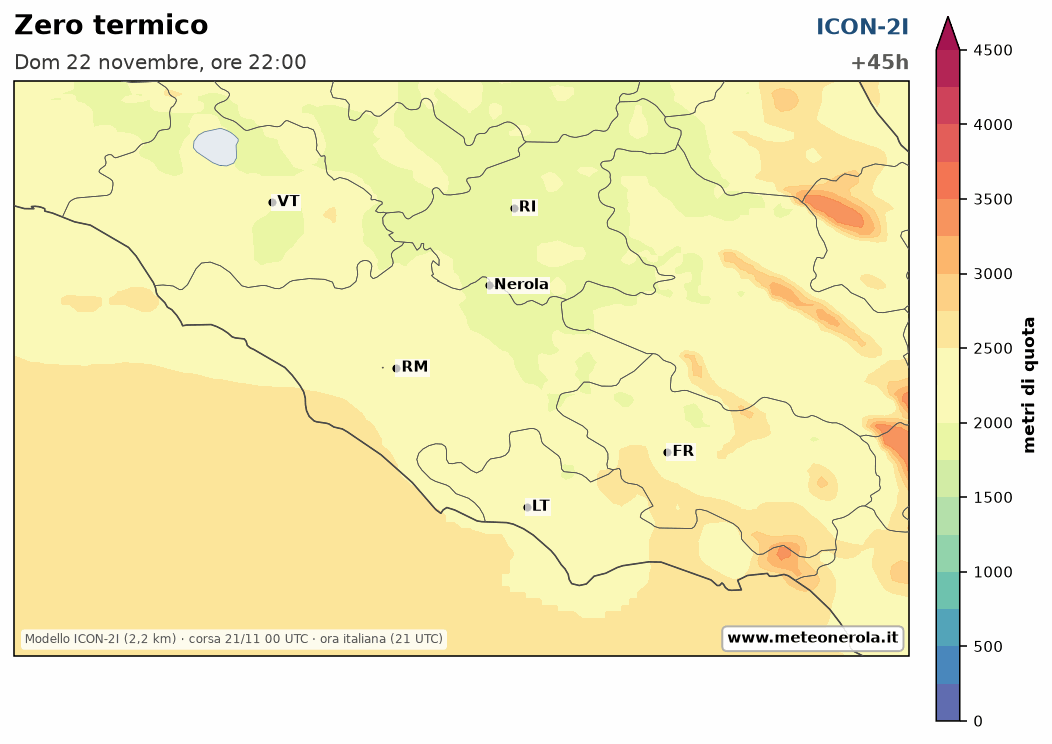 Zero termico
ICON-2I
Dom 22 novembre, ore 22:00
+45h
4500
4000
3500
3000
2500
2000
1500
1000
500
0
metri di quota
VT
RI
Nerola
RM
FR
LT
Modello ICON-2I (2,2 km) · corsa 21/11 00 UTC · ora italiana (21 UTC)
www.meteonerola.it